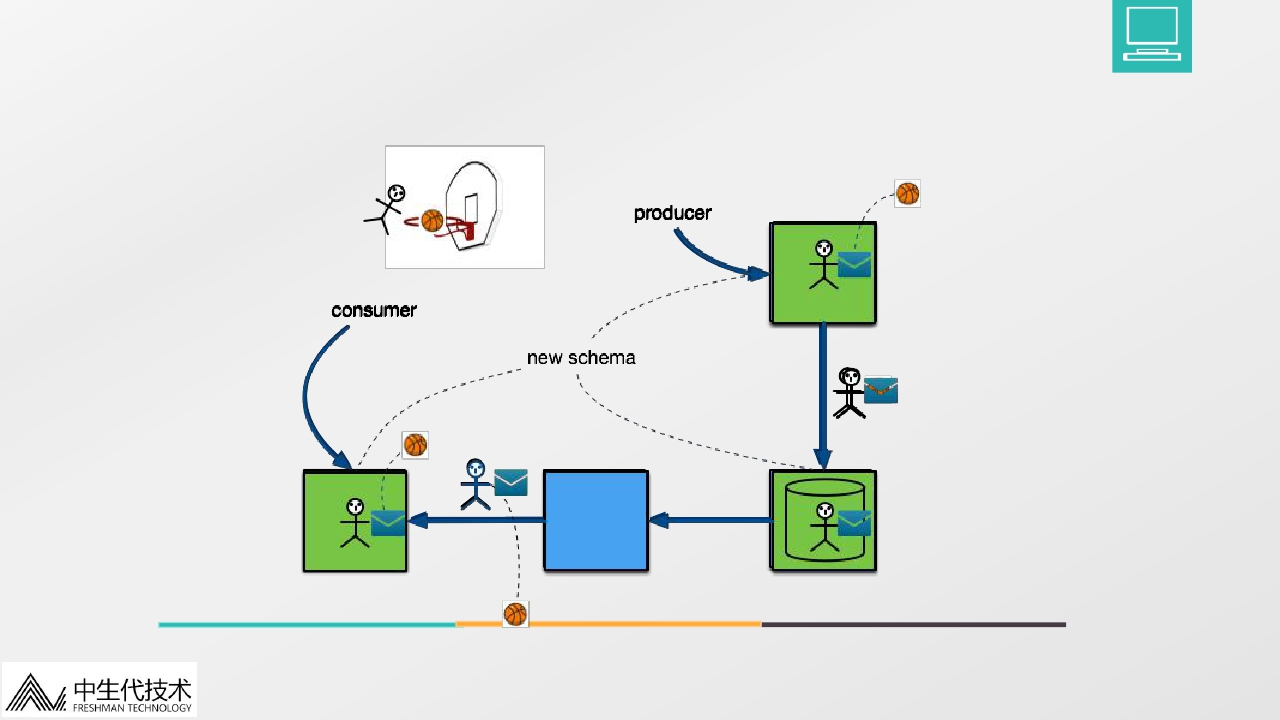 producer
consumer
new schema
中生代技术
FRESHMAN TECHNOLOGY